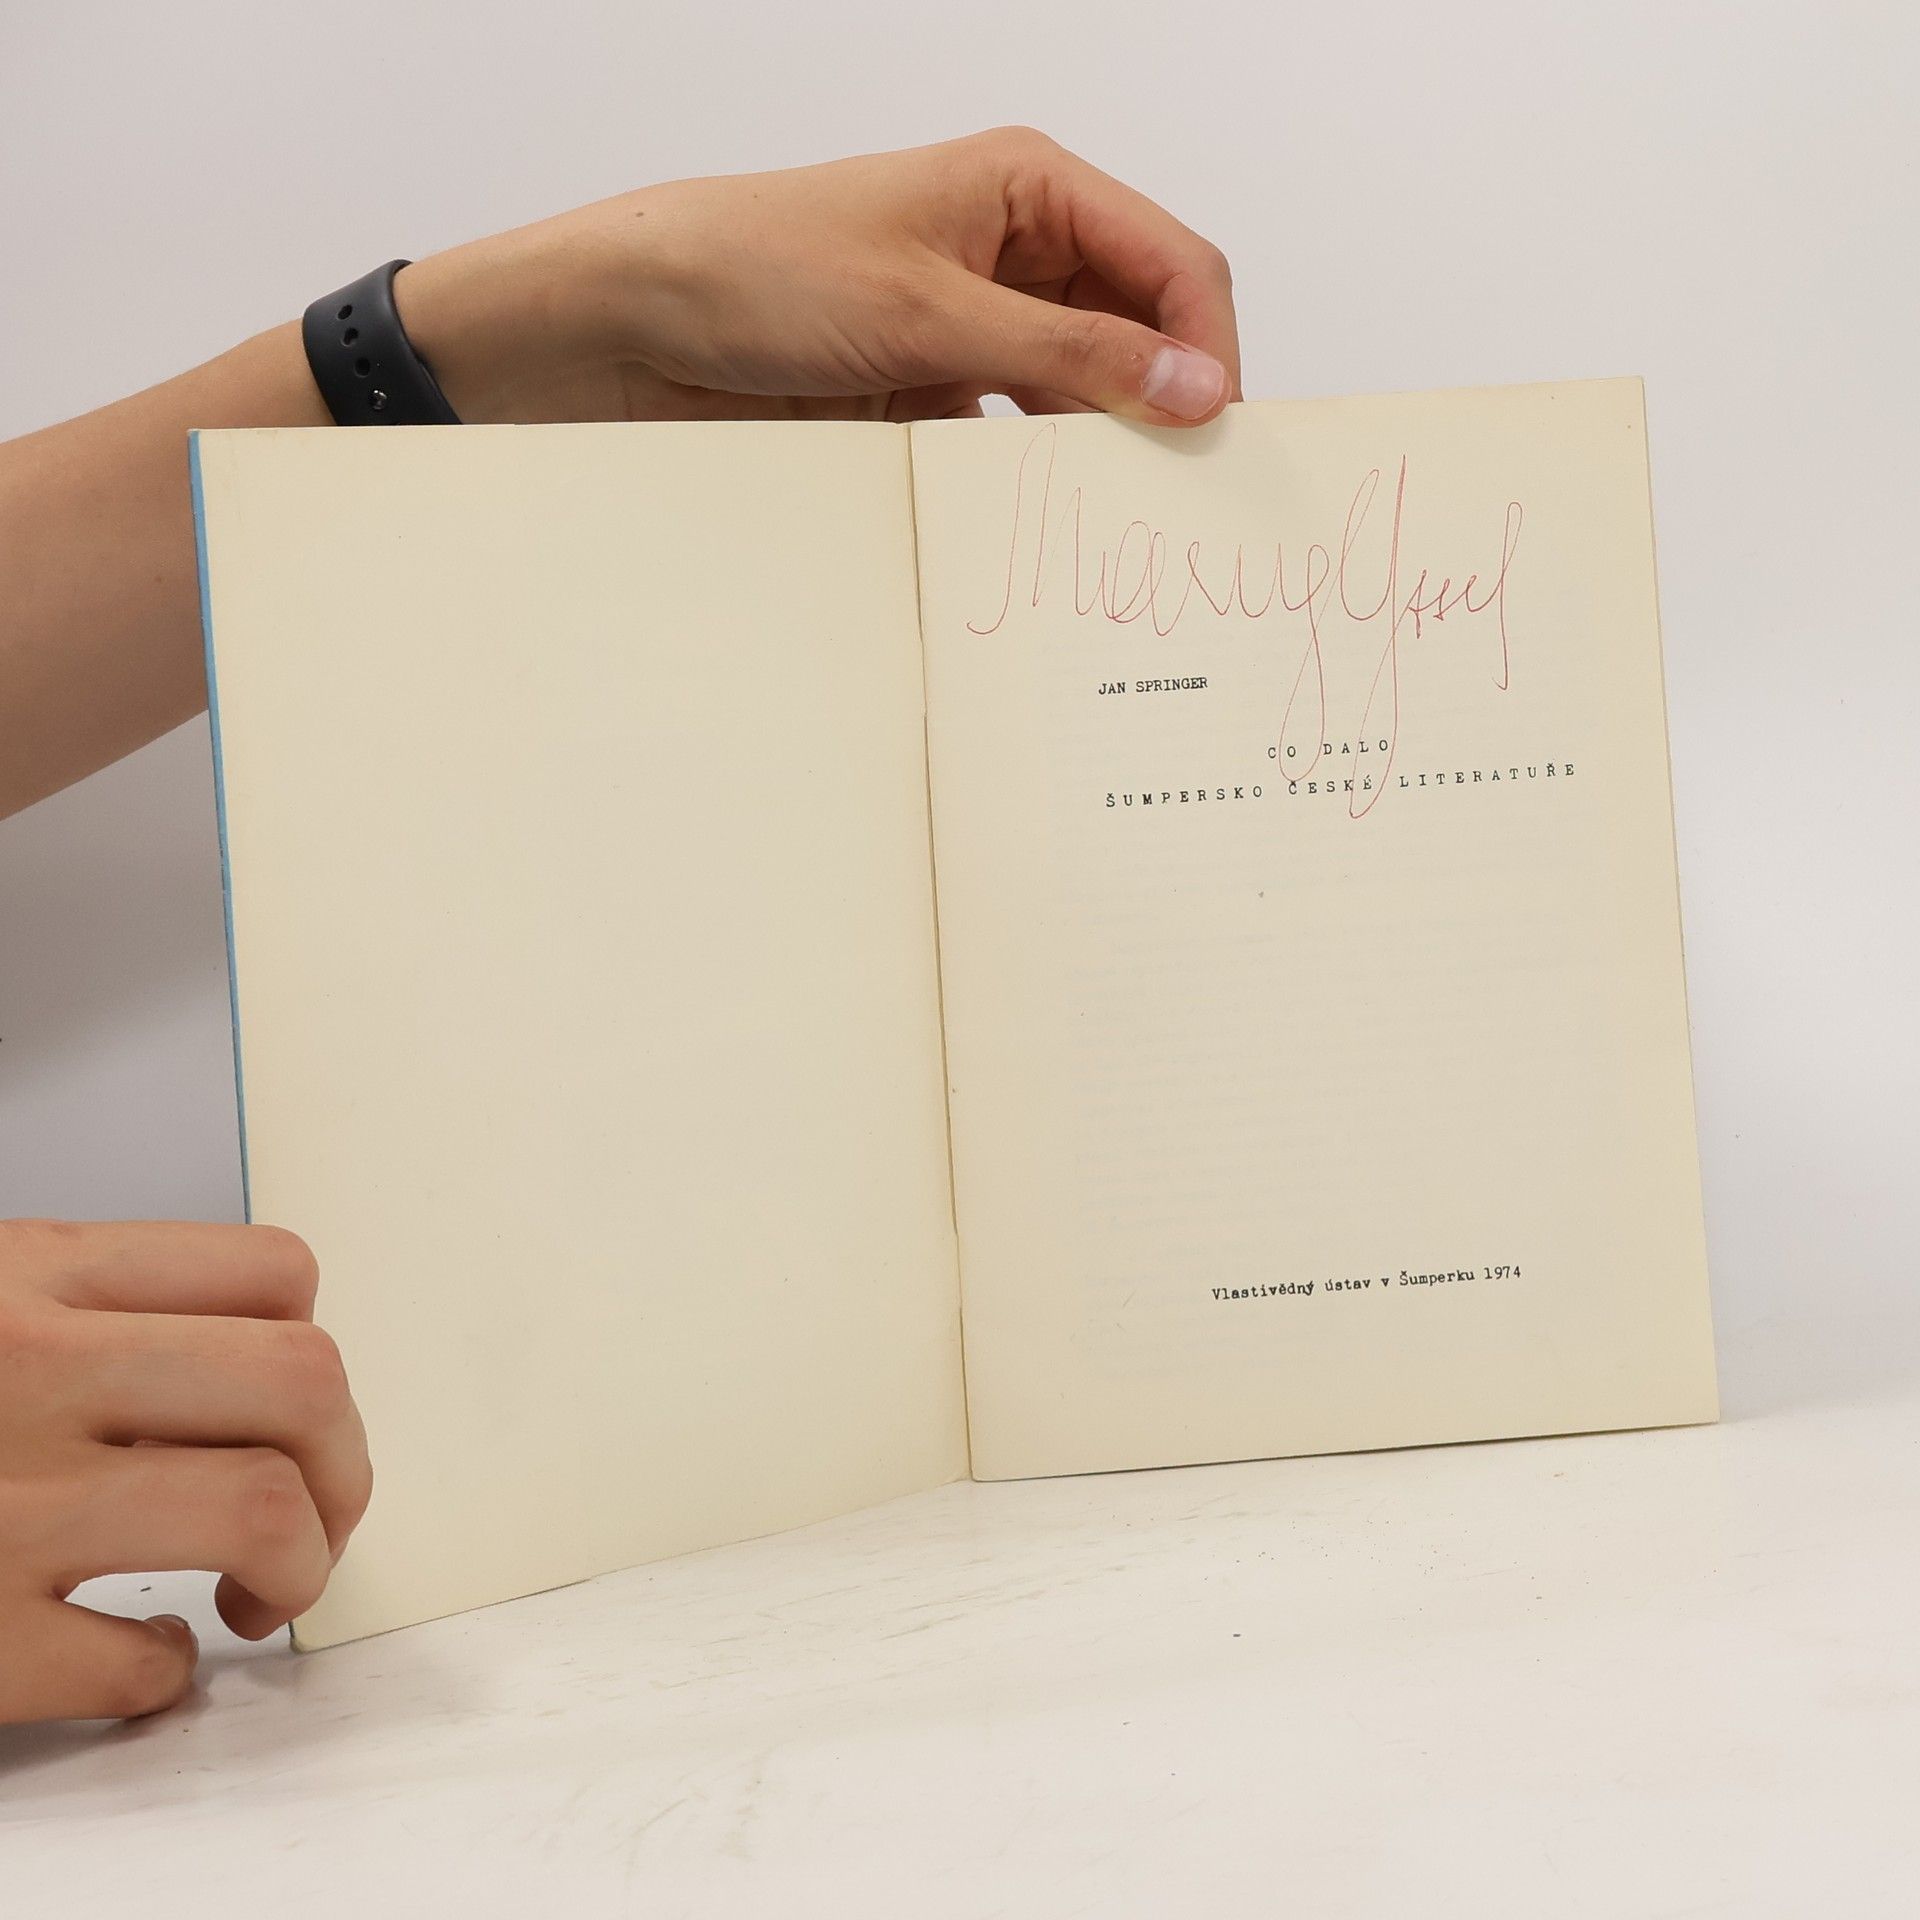 JAN SPRINGER
CO DALO
ŠUMPERSKO ČESKÉ LITERATUŘE
Vlastivědný ústav v Šumperku 1974